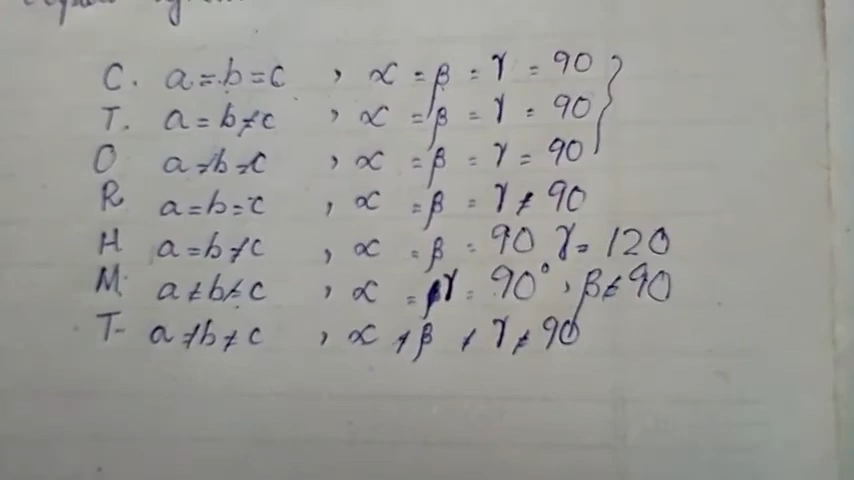 C. a = b = c , α = β = γ = 90
T. a = b ≠ c , α = β = γ = 90
O a ≠ b ≠ c , α = β = γ = 90
R a = b = c , α = β = γ ≠ 90
H a = b ≠ c , α = β = 90 γ = 120
M. a ≠ b ≠ c , α = γ = 90° , β ≠ 90
T- a ≠ b ≠ c , α ≠ β ≠ γ ≠ 90